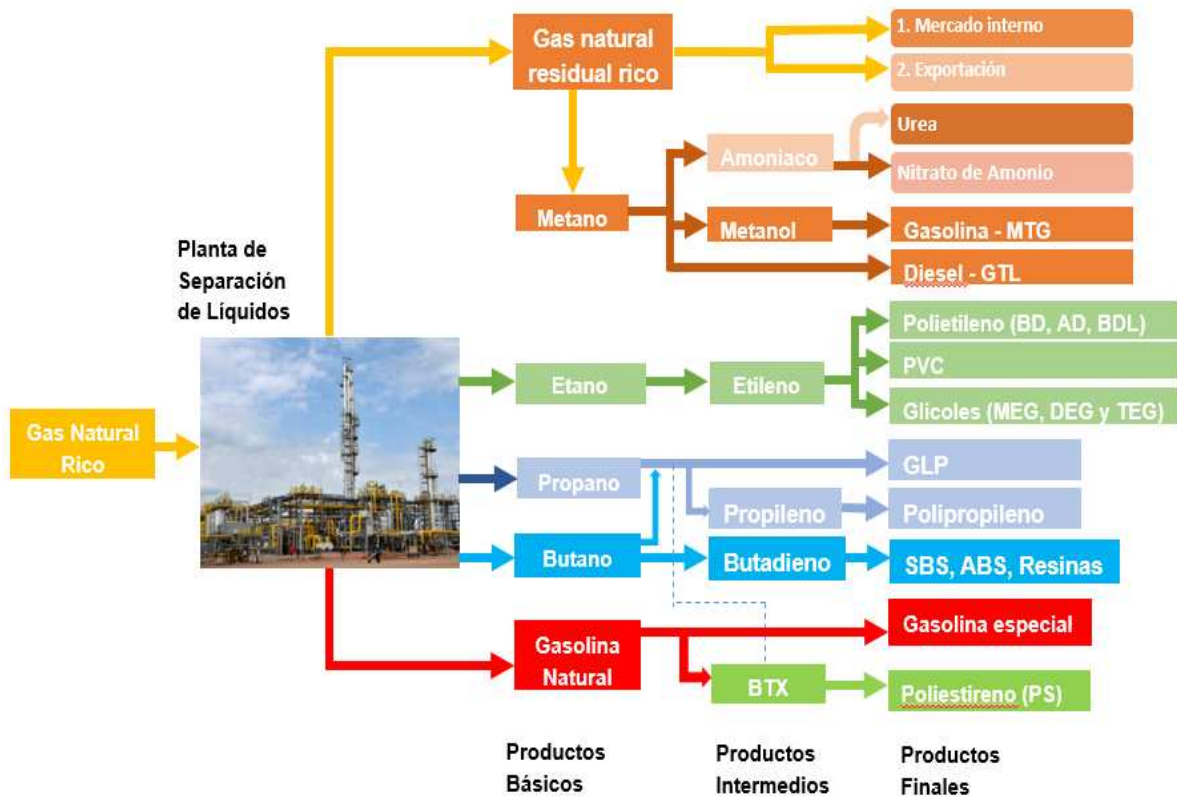 Gas natural
residual rico
1. Mercado interno
2. Exportación
Urea
Amoniaco
Nitrato de Amonio
Metano
Metanol
Gasolina - MTG
Diesel - GTL
Planta de
Separación
de Líquidos
Polietileno (BD, AD, BDL)
Etano
Etileno
PVC
Glicoles (MEG, DEG y TEG)
Gas Natural
Rico
Propano
GLP
Propileno
Polipropileno
Butano
Butadieno
SBS, ABS, Resinas
Gasolina
Natural
Gasolina especial
BTX
Poliestireno (PS)
Productos
Básicos
Productos
Intermedios
Productos
Finales